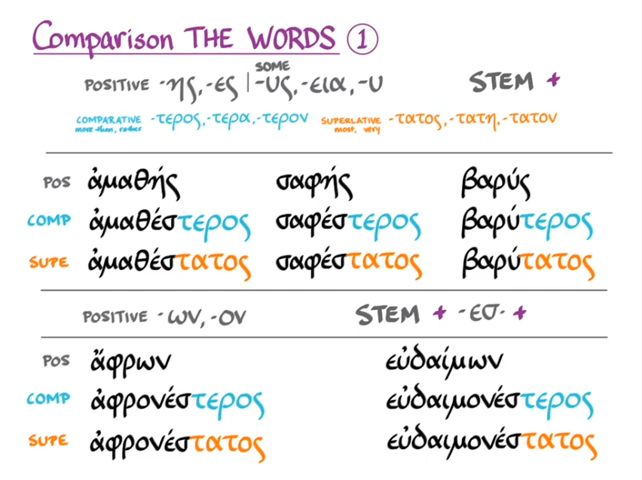 Comparison THE WORDS 1
POSITIVE -ης, -ες | SOME -υς, -εια, -υ STEM +
COMPARATIVE more-than, rather -τερος, -τερα, -τερον SUPERLATIVE most, very -τατος, -τατη, -τατον
POS ἀμαθής σαφής βαρύς
COMP ἀμαθέστερος σαφέστερος βαρύτερος
SUPE ἀμαθέστατος σαφέστατος βαρύτατος
POSITIVE -ων, -ον STEM + -εσ- +
POS ἄφρων εὐδαίμων
COMP ἀφρονέστερος εὐδαιμονέστερος
SUPE ἀφρονέστατος εὐδαιμονέστατος